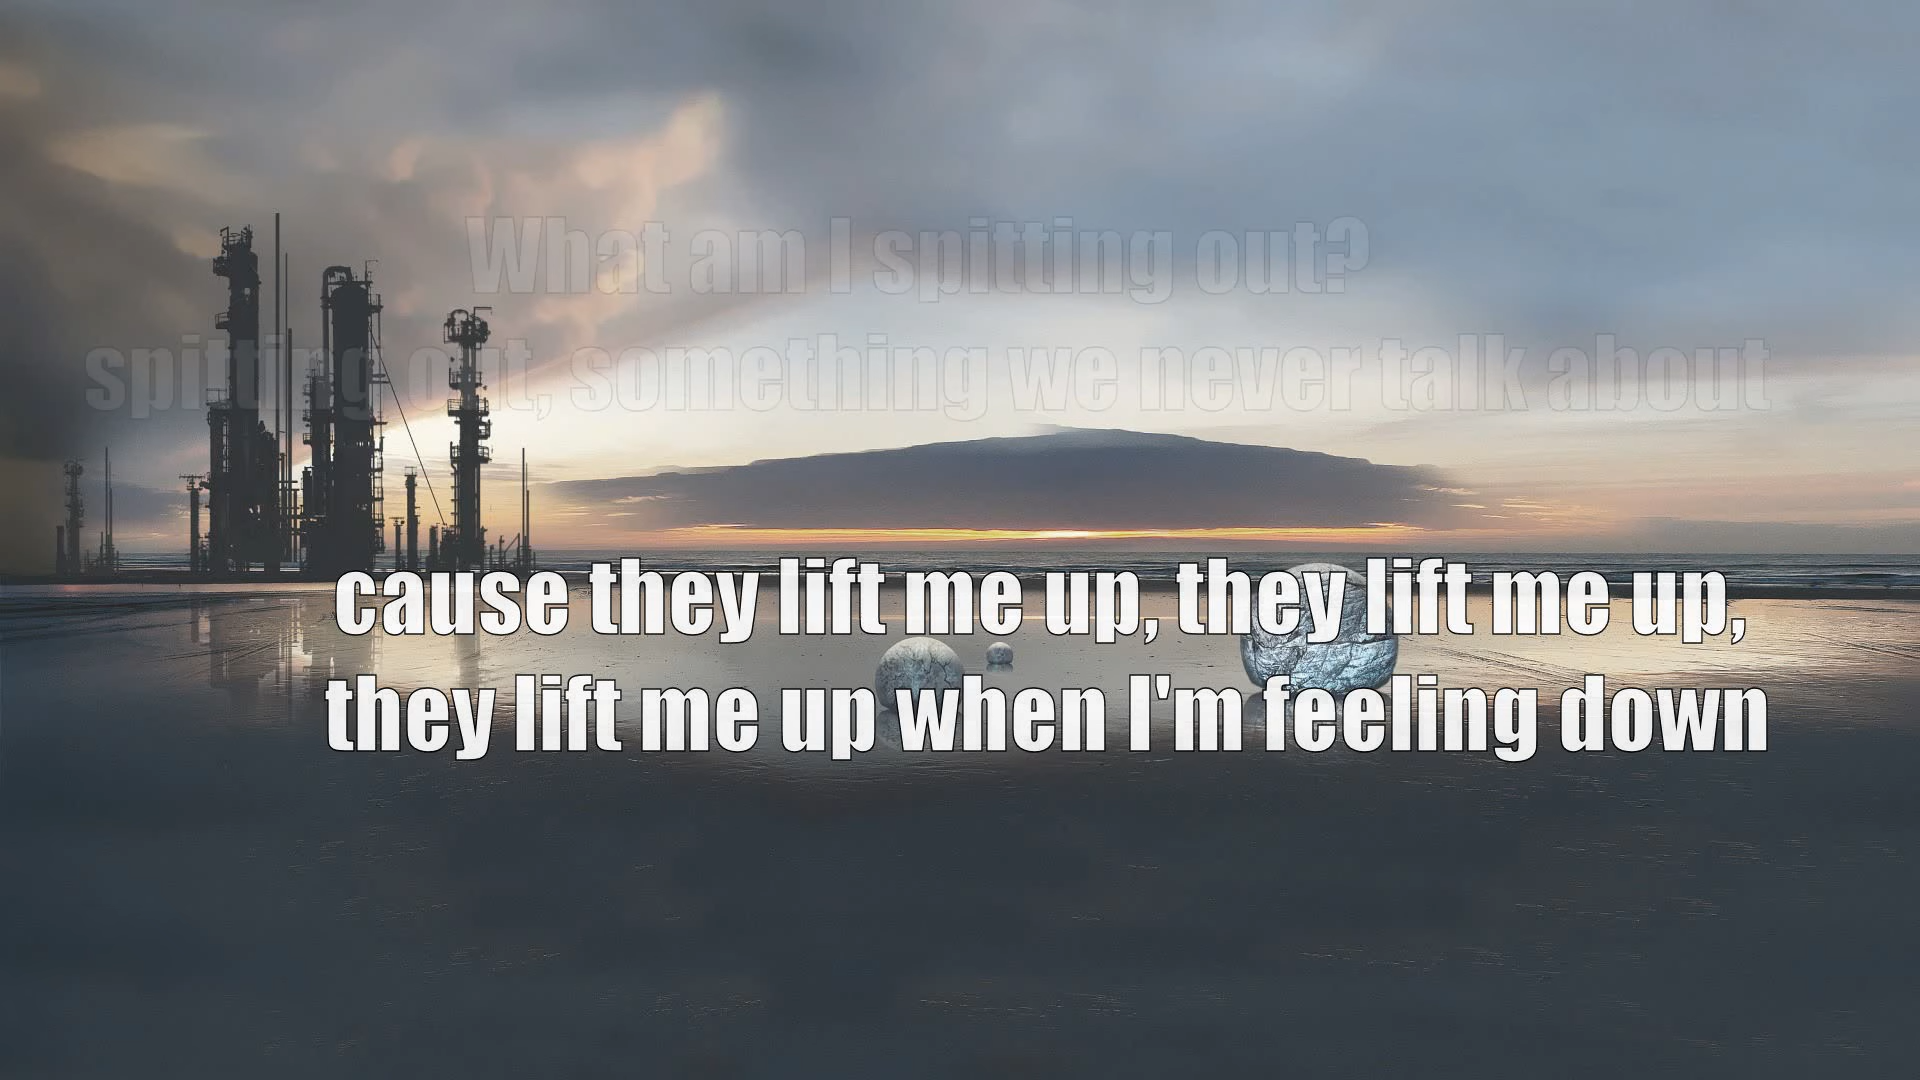 What am I spitting out?
spitting out, something we never talk about
cause they lift me up, they lift me up,
they lift me up when I'm feeling down